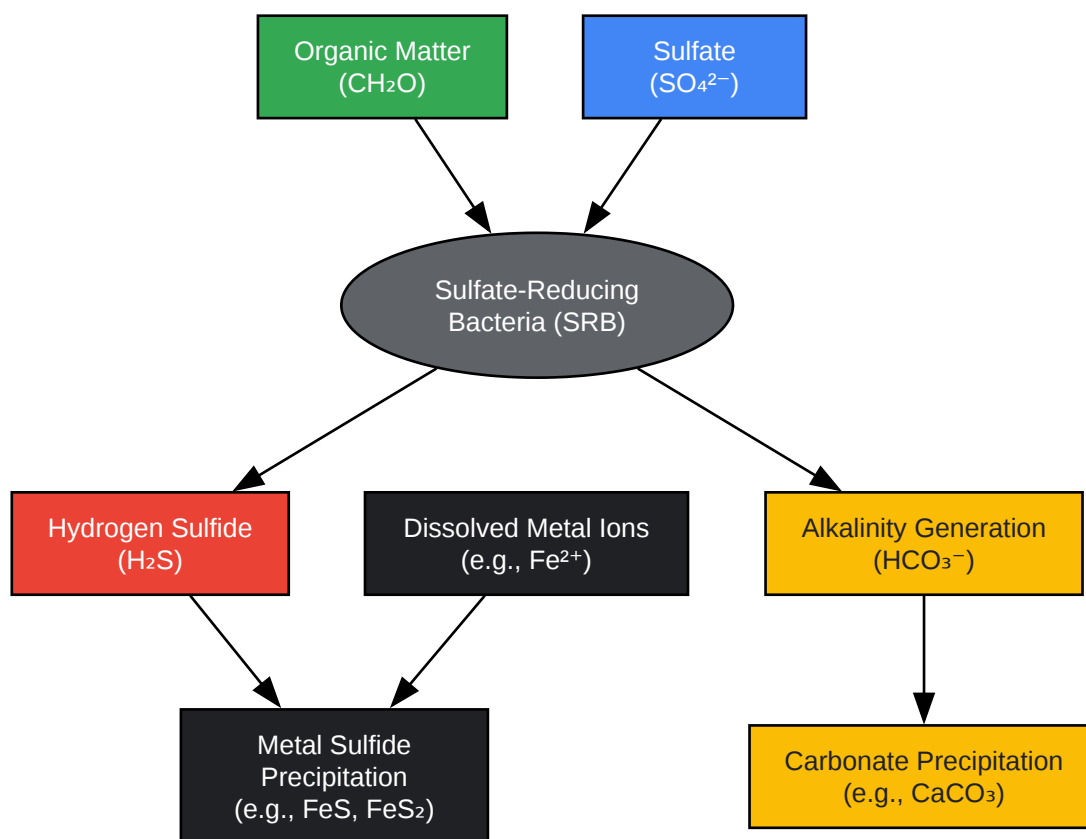 Organic Matter
(CH₂O)
Sulfate
(SO₄²⁻)
Sulfate-Reducing
Bacteria (SRB)
Hydrogen Sulfide
(H₂S)
Dissolved Metal Ions
(e.g., Fe²⁺)
Alkalinity Generation
(HCO₃⁻)
Metal Sulfide
Precipitation
(e.g., FeS, FeS₂)
Carbonate Precipitation
(e.g., CaCO₃)